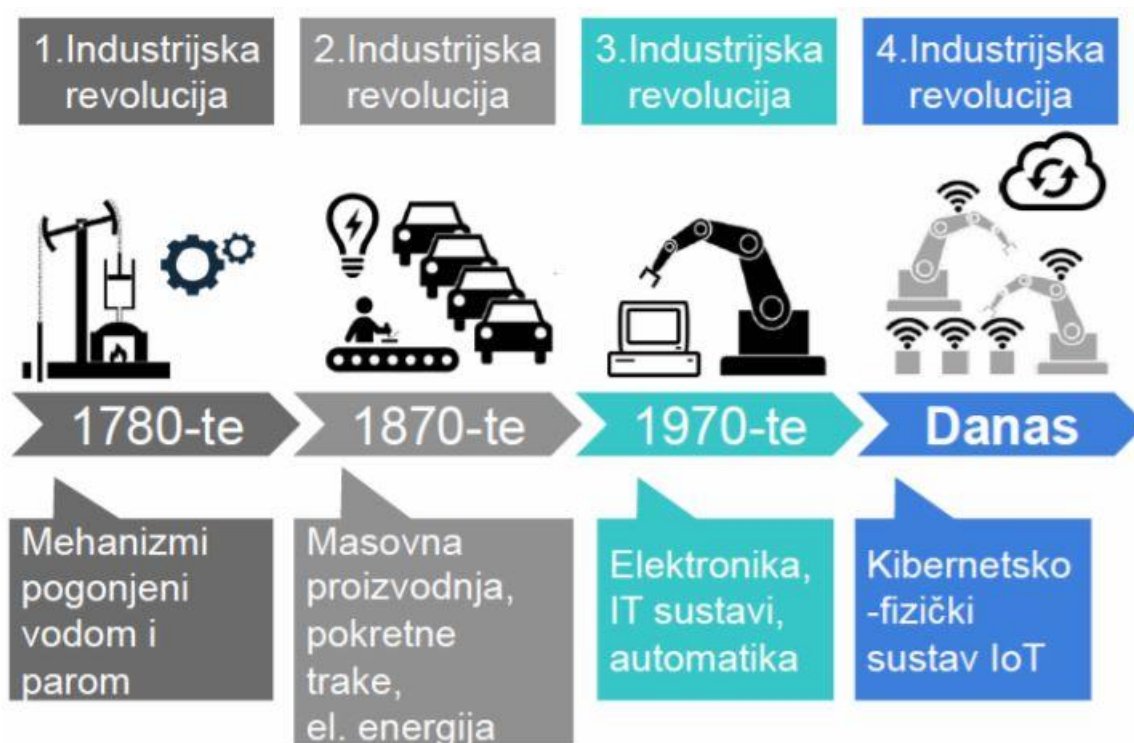 1.Industrijska
revolucija
2.Industrijska
revolucija
3.Industrijska
revolucija
4.Industrijska
revolucija
1780-te
1870-te
1970-te
Danas
Mehanizmi
pogonjeni
vodom i
parom
Masovna
proizvodnja,
pokretne
trake,
el. energija
Elektronika,
IT sustavi,
automatika
Kibernetsko
-fizički
sustav IoT